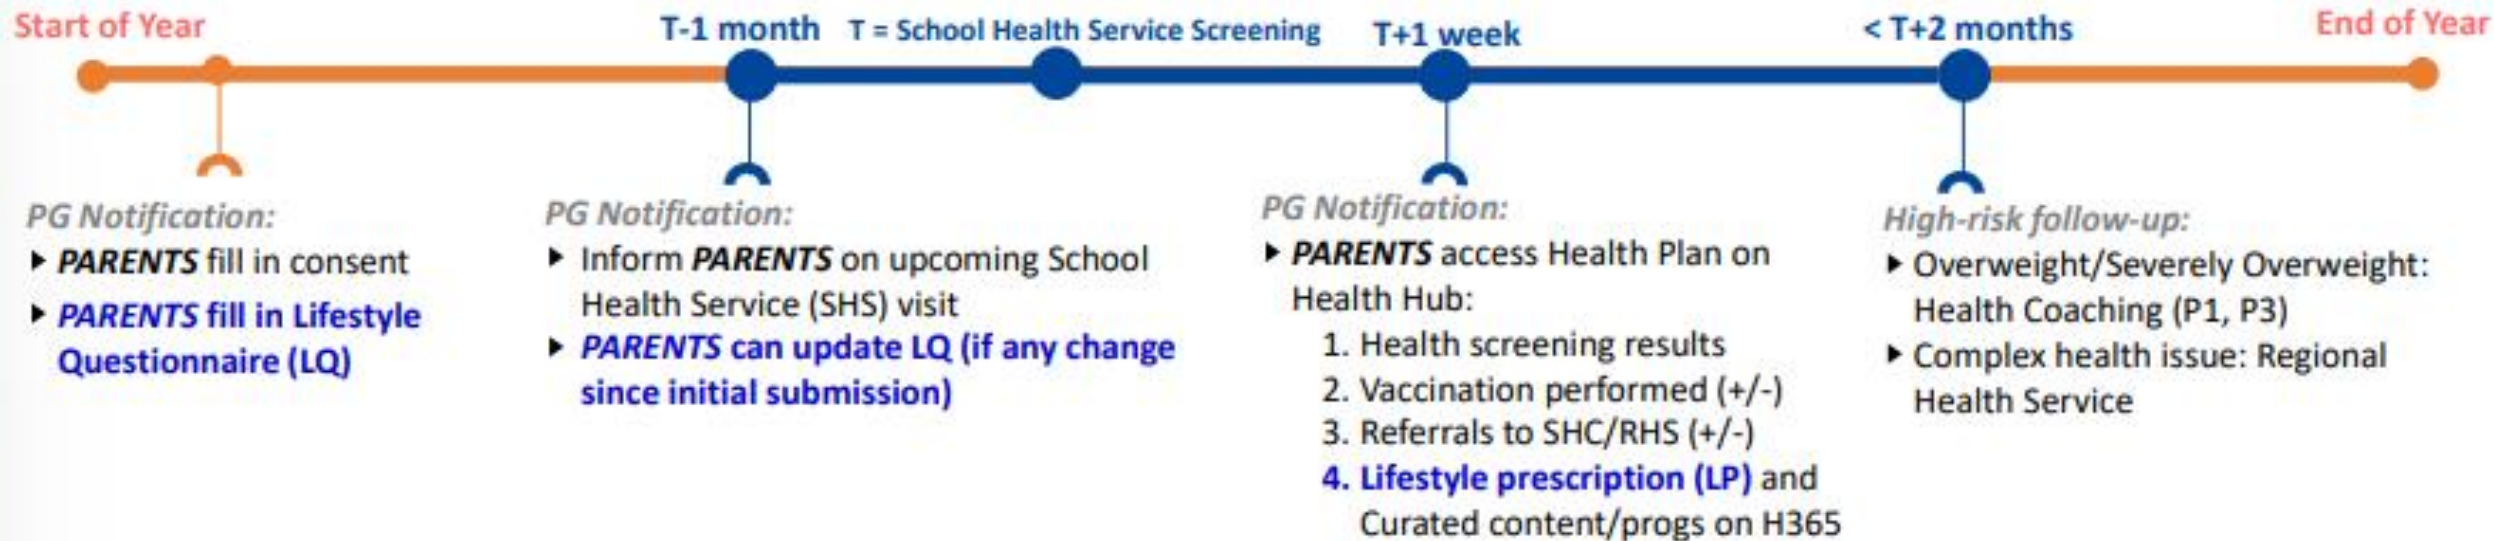 Start of Year
T-1 month
T = School Health Service Screening
T+1 week
< T+2 months
End of Year
PG Notification:
PARENTS fill in consent
PARENTS fill in Lifestyle
Questionnaire (LQ)
PG Notification:
Inform PARENTS on upcoming School
Health Service (SHS) visit
PARENTS can update LQ (if any change
since initial submission)
PG Notification:
PARENTS access Health Plan on
Health Hub:
1. Health screening results
2. Vaccination performed (+/-)
3. Referrals to SHC/RHS (+/-)
4. Lifestyle prescription (LP) and
Curated content/progs on H365
High-risk follow-up:
Overweight/Severely Overweight:
Health Coaching (P1, P3)
Complex health issue: Regional
Health Service